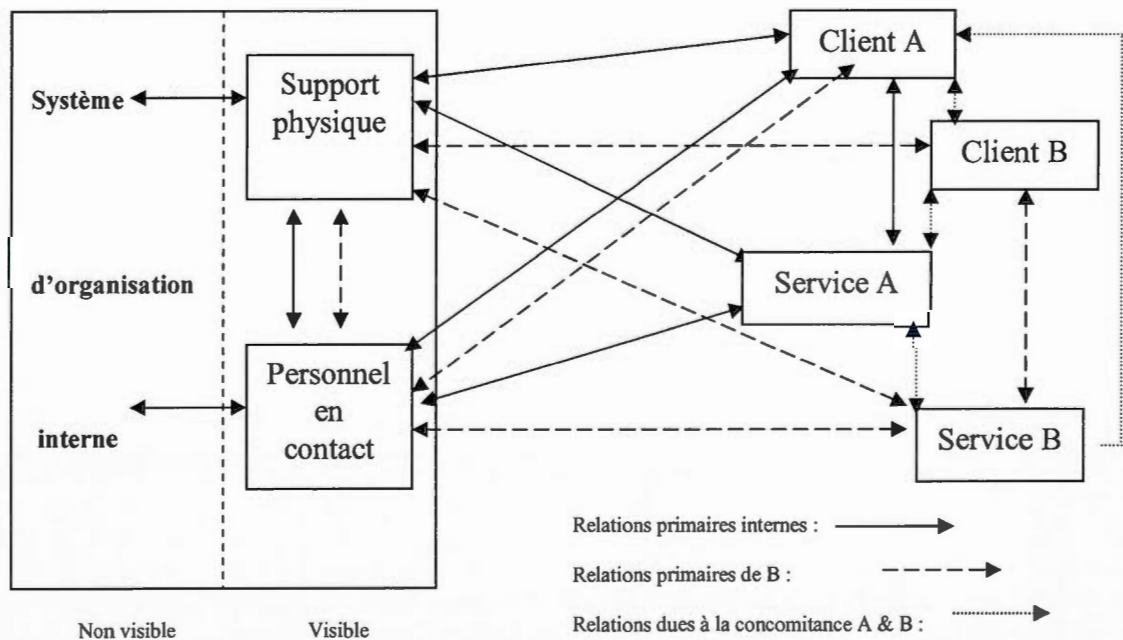 Système
d'organisation
interne
Support
physique
Personnel
en
contact
Client A
Client B
Service A
Service B
Relations primaires internes :
Relations primaires de B :
Relations dues à la concomitance A & B :
Non visible
Visible